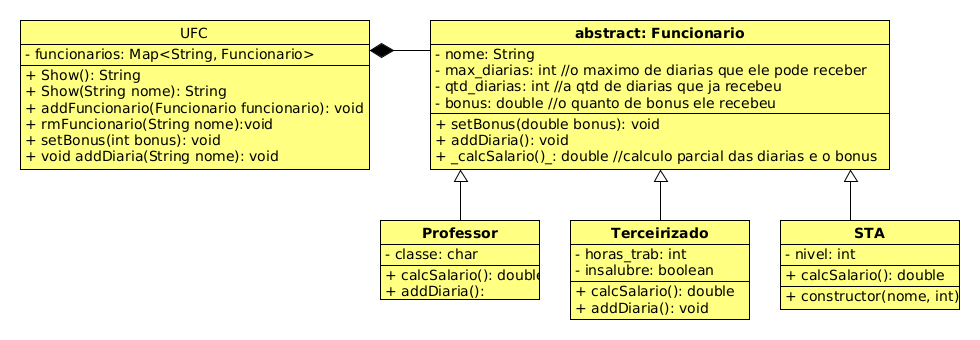 UFC
- funcionarios: Map<String, Funcionario>
+ Show(): String
+ Show(String nome): String
+ addFuncionario(Funcionario funcionario): void
+ rmFuncionario(String nome):void
+ setBonus(int bonus): void
+ void addDiaria(String nome): void
abstract: Funcionario
- nome: String
- max_diarias: int //o maximo de diarias que ele pode receber
- qtd_diarias: int //a qtd de diarias que ja recebeu
- bonus: double //o quanto de bonus ele recebeu
+ setBonus(double bonus): void
+ addDiaria(): void
+ _calcSalario()_: double //calculo parcial das diarias e o bonus
Professor
- classe: char
+ calcSalario(): double
+ addDiaria():
Terceirizado
- horas_trab: int
- insalubre: boolean
+ calcSalario(): double
+ addDiaria(): void
STA
- nivel: int
+ calcSalario(): double
+ constructor(nome, int)